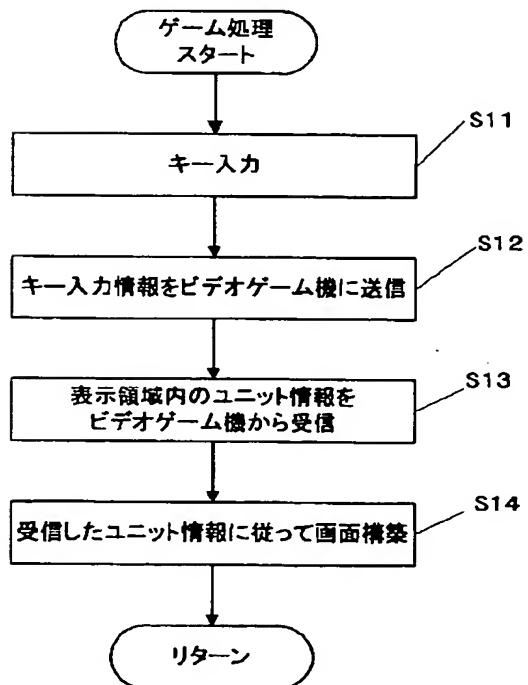 ゲーム処理
スタート
S11
キー入力
S12
キー入力情報をビデオゲーム機に送信
S13
表示領域内のユニット情報を
ビデオゲーム機から受信
S14
受信したユニット情報に従って画面構築
リターン